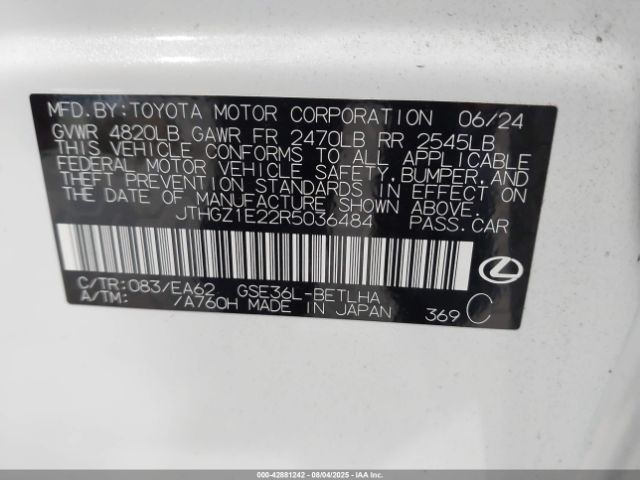 MFD.BY:TOYOTA MOTOR CORPORATION 06/24
GVWR 4820LB GAWR FR 2470LB RR 2545LB
THIS VEHICLE CONFORMS TO ALL APPLICABLE
FEDERAL MOTOR VEHICLE SAFETY,BUMPER, AND
THEFT PREVENTION STANDARDS IN EFFECT ON
THE DATE OF MANUFACTURE SHOWN ABOVE.
JTHGZ1E22R5036484 PASS.CAR
C/TR:083/EA62 GSE36L-BETLHA
A/TM: /A760H MADE IN JAPAN 369 C
000-42881242 - 08/04/2025 - IAA Inc. All Rights Reserved